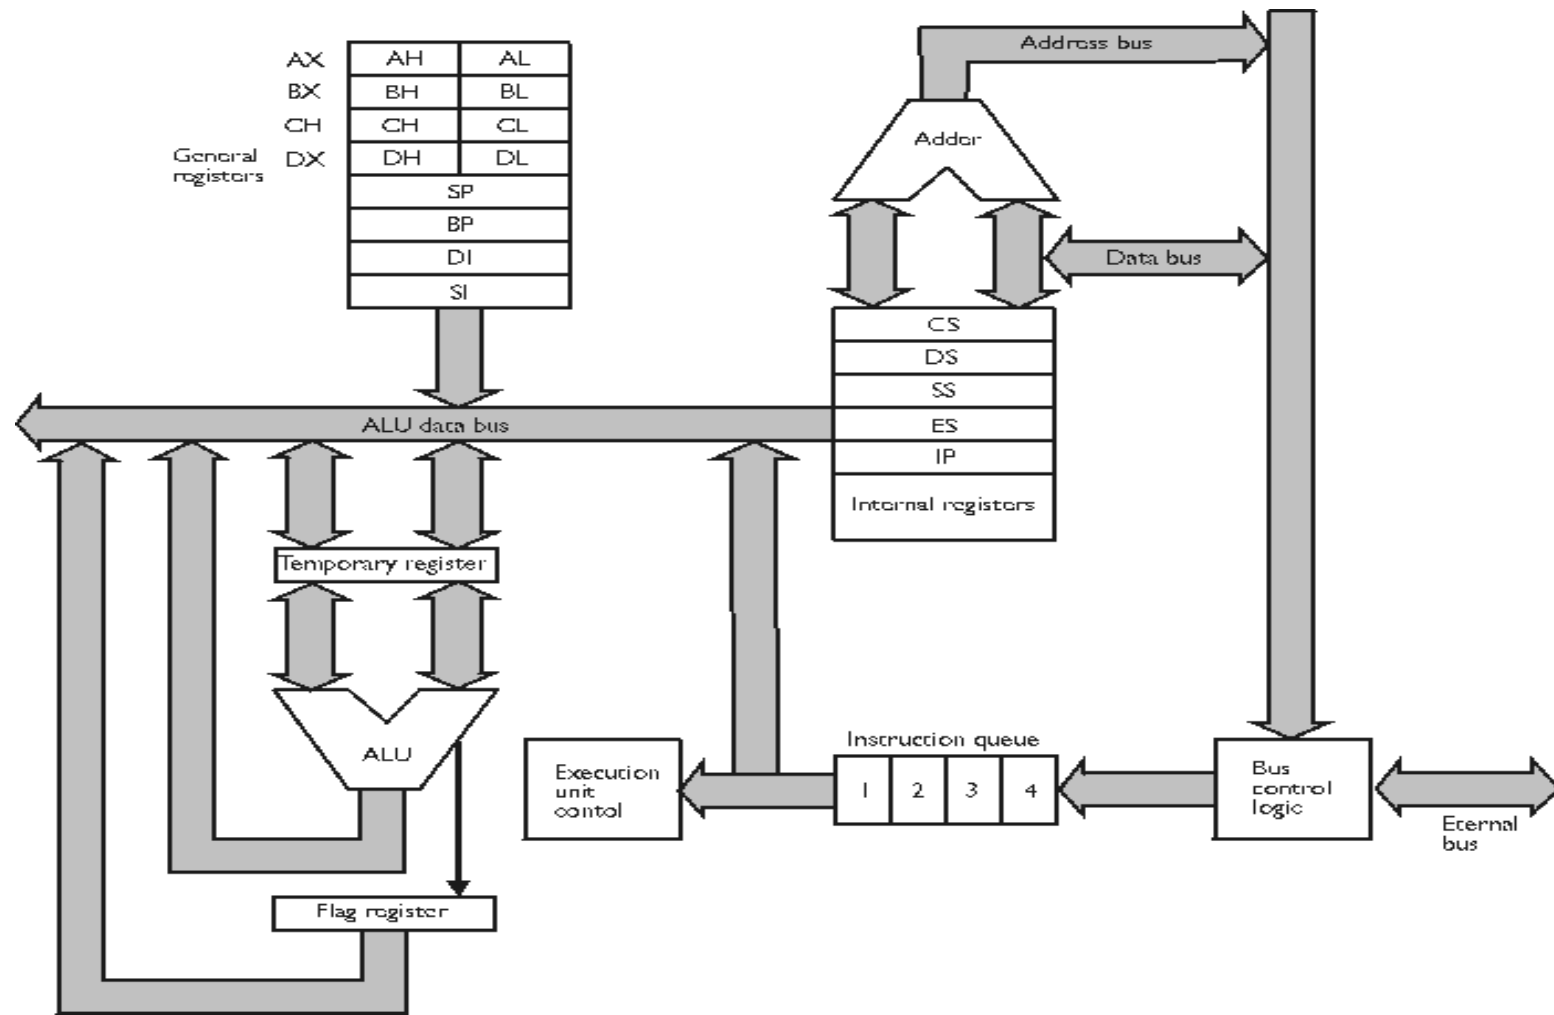 AX AH AL
BX BH BL
CH CH CL
General
registers
DX DH DL
SP
BP
DI
SI
Address bus
Adder
Data bus
CS
DS
SS
ES
IP
Internal registers
ALU data bus
Temporary register
ALU
Flag register
Execution
unit
contol
Instruction queue
1 2 3 4
Bus
control
logic
Eternal
bus